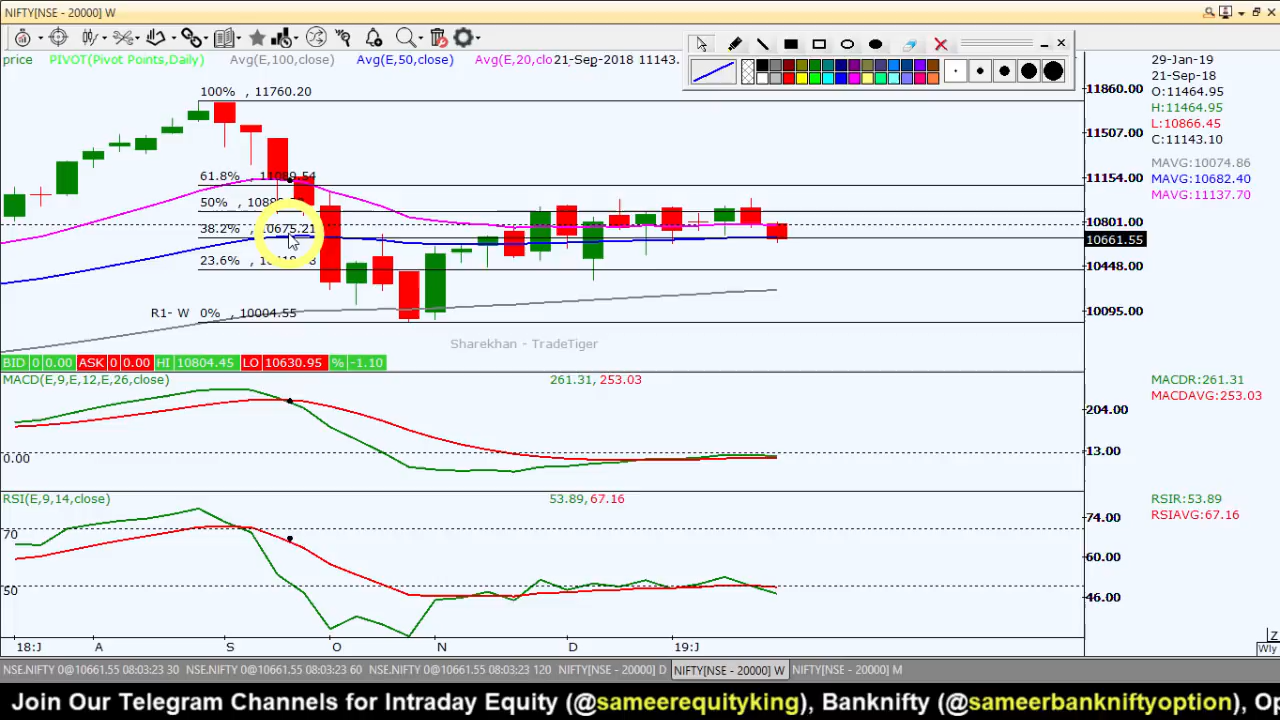 NIFTY[NSE - 20000] W
price PIVOT(Pivot Points,Daily) Avg(E,100,close) Avg(E,50,close) Avg(E,20,clo 21-Sep-2018 11143.
29-Jan-19
21-Sep-18
O:11464.95
H:11464.95
L:10866.45
C:11143.10
MAVG:10074.86
MAVG:10682.40
MAVG:11137.70
100% , 11760.20
61.8% , 11089.54
50% ,
38.2% , 10675.21
23.6% ,
R1- W 0% , 10004.55
11860.00
11507.00
11154.00
10801.00
10661.55
10448.00
10095.00
Sharekhan - TradeTiger
BID 0 0.00 ASK 0 0.00 HI 10804.45 LO 10630.95 % -1.10
MACD(E,9,E,12,E,26,close) 261.31, 253.03
MACDR:261.31
MACDAVG:253.03
204.00
13.00
0.00
RSI(E,9,14,close) 53.89, 67.16
RSIR:53.89
RSIAVG:67.16
74.00
60.00
46.00
70
50
18:J A S O N D 19:J
Z
Wly
NSE.NIFTY 0@10661.55 08:03:23 30 NSE.NIFTY 0@10661.55 08:03:23 60 NSE.NIFTY 0@10661.55 08:03:23 120 NIFTY[NSE - 20000] D NIFTY[NSE - 20000] W NIFTY[NSE - 20000] M
Join Our Telegram Channels for Intraday Equity (@sameerequityking), Banknifty (@sameerbankniftyoption), Op